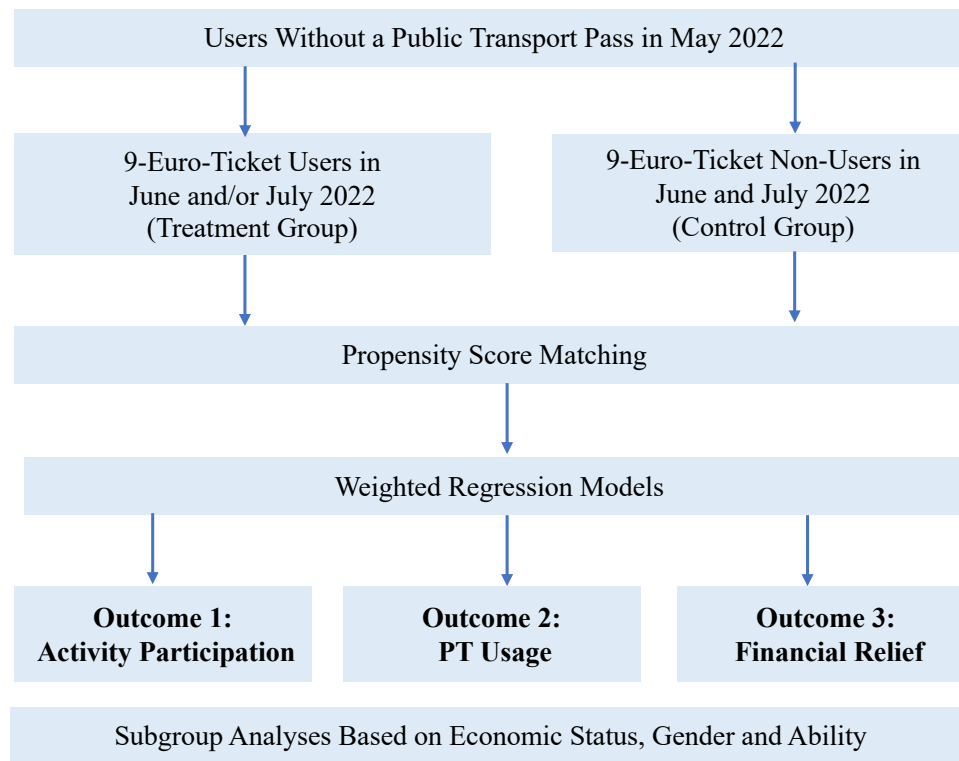 Users Without a Public Transport Pass in May 2022
9-Euro-Ticket Users in
June and/or July 2022
(Treatment Group)
9-Euro-Ticket Non-Users in
June and July 2022
(Control Group)
Propensity Score Matching
Weighted Regression Models
Outcome 1:
Activity Participation
Outcome 2:
PT Usage
Outcome 3:
Financial Relief
Subgroup Analyses Based on Economic Status, Gender and Ability